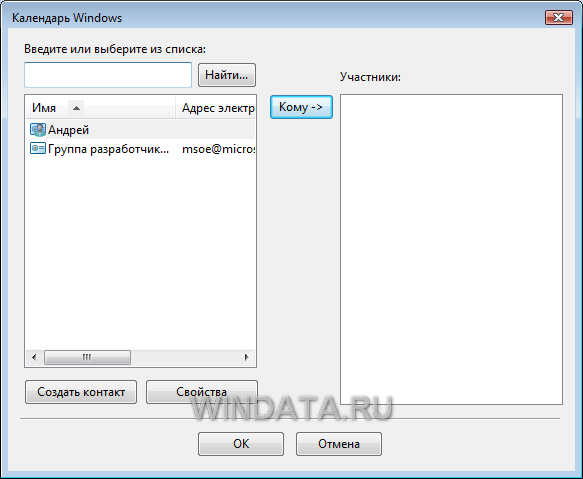 Календарь Windows
Введите или выберите из списка:
Найти...
Участники:
Имя Адрес электр
Кому ->
Андрей
Группа разработчик... msoe@micros
Создать контакт Свойства
WINDATA.RU
OK Отмена